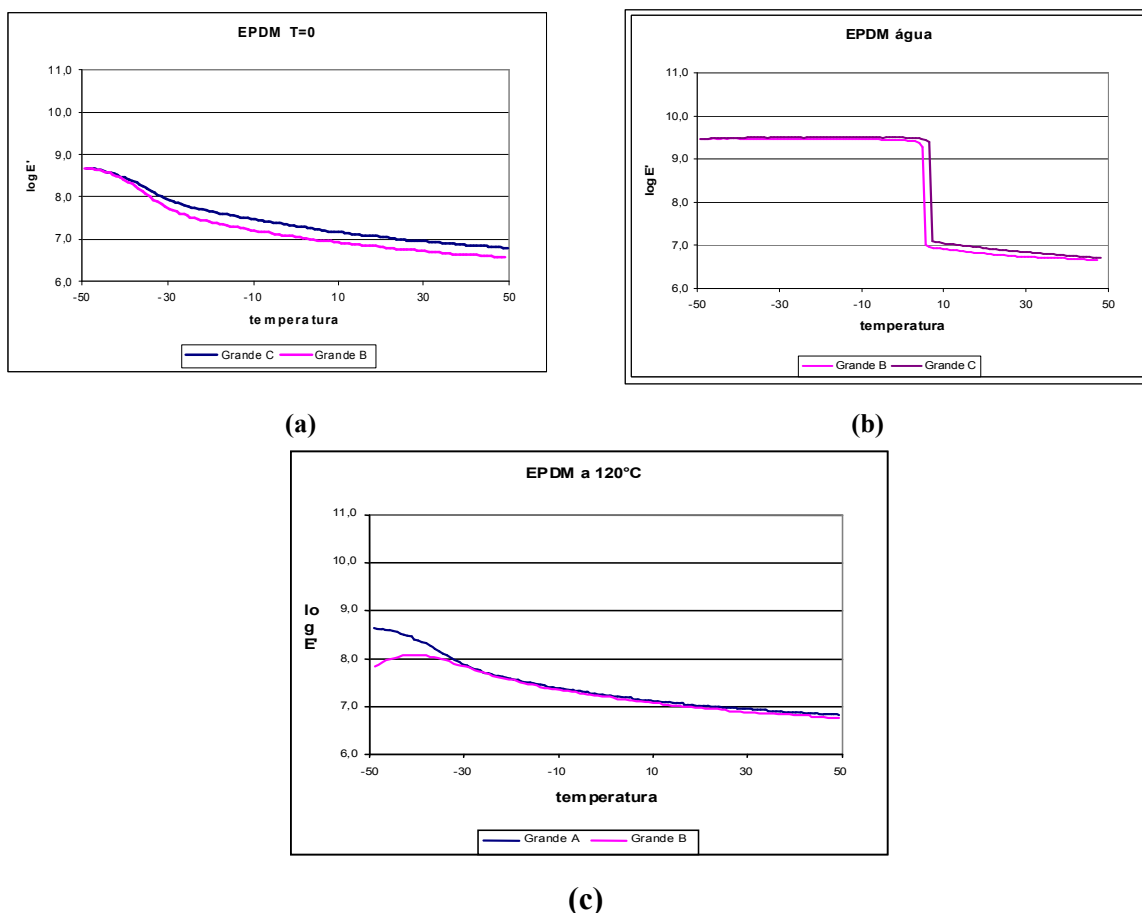 EPDM T=0
11,0
10,0
9,0
8,0
7,0
6,0
log E'
-50 -30 -10 10 30 50
temperatura
Grande C Grande B
(a)
EPDM água
11,0
10,0
9,0
8,0
7,0
6,0
log E'
-50 -30 -10 10 30 50
temperatura
Grande B Grande C
(b)
EPDM a 120°C
11,0
10,0
9,0
8,0
7,0
6,0
lo
g
E'
-50 -30 -10 10 30 50
temperatura
Grande A Grande B
(c)